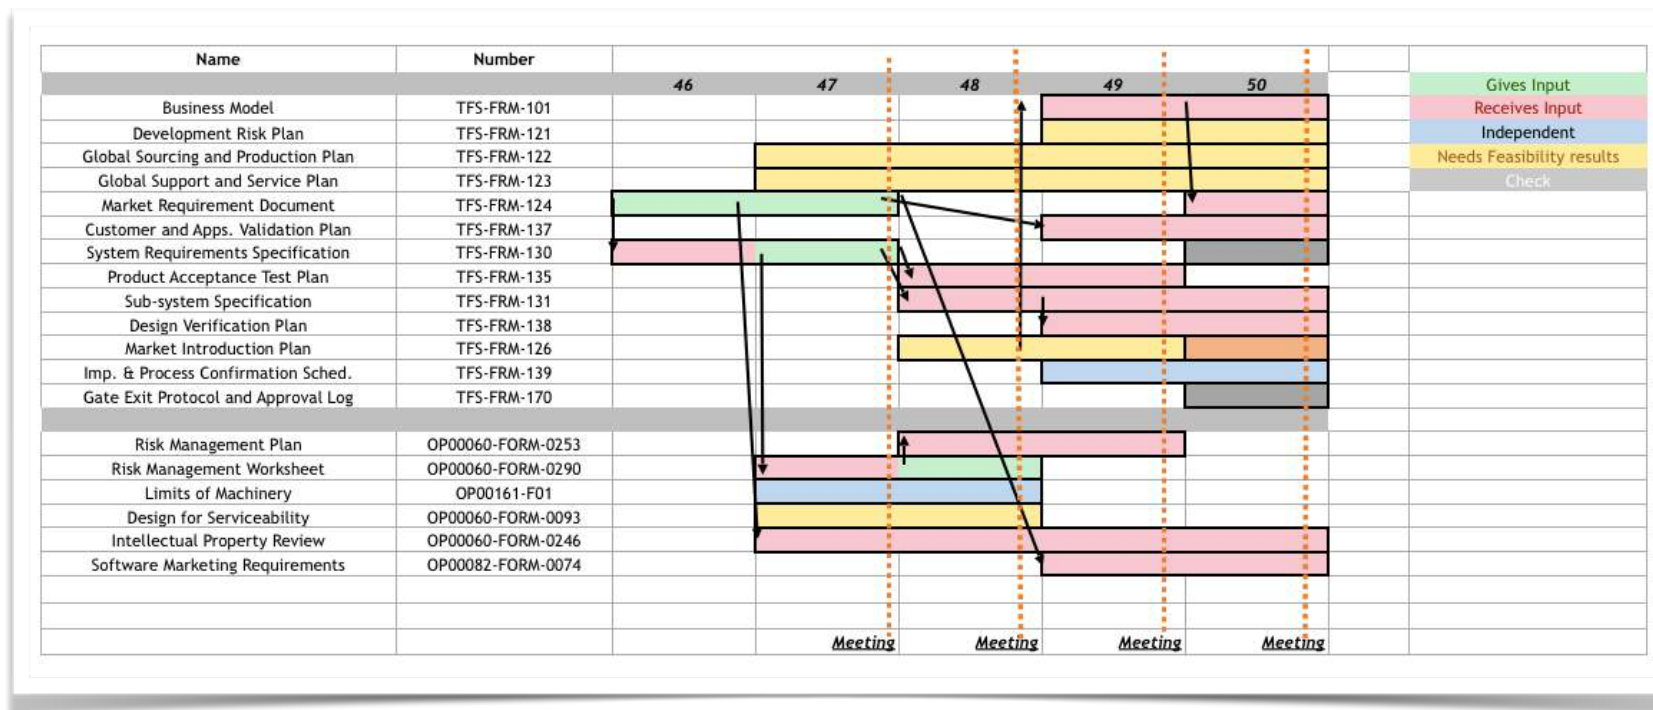 Name Number
46 47 48 49 50 Gives Input
Business Model TFS-FRM-101 Receives Input
Development Risk Plan TFS-FRM-121 Independent
Global Sourcing and Production Plan TFS-FRM-122 Needs Feasibility results
Global Support and Service Plan TFS-FRM-123 Check
Market Requirement Document TFS-FRM-124
Customer and Apps. Validation Plan TFS-FRM-137
System Requirements Specification TFS-FRM-130
Product Acceptance Test Plan TFS-FRM-135
Sub-system Specification TFS-FRM-131
Design Verification Plan TFS-FRM-138
Market Introduction Plan TFS-FRM-126
Imp. & Process Confirmation Sched. TFS-FRM-139
Gate Exit Protocol and Approval Log TFS-FRM-170
Risk Management Plan OP00060-FORM-0253
Risk Management Worksheet OP00060-FORM-0290
Limits of Machinery OP00161-F01
Design for Serviceability OP00060-FORM-0093
Intellectual Property Review OP00060-FORM-0246
Software Marketing Requirements OP00082-FORM-0074
Meeting Meeting Meeting Meeting